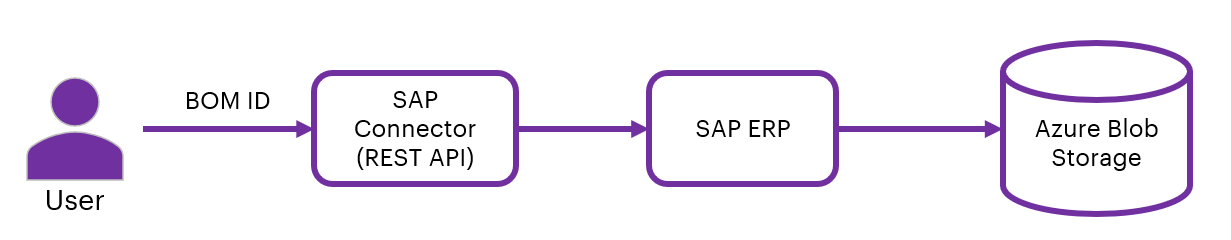 User
BOM ID
SAP
Connector
(REST API)
SAP ERP
Azure Blob
Storage